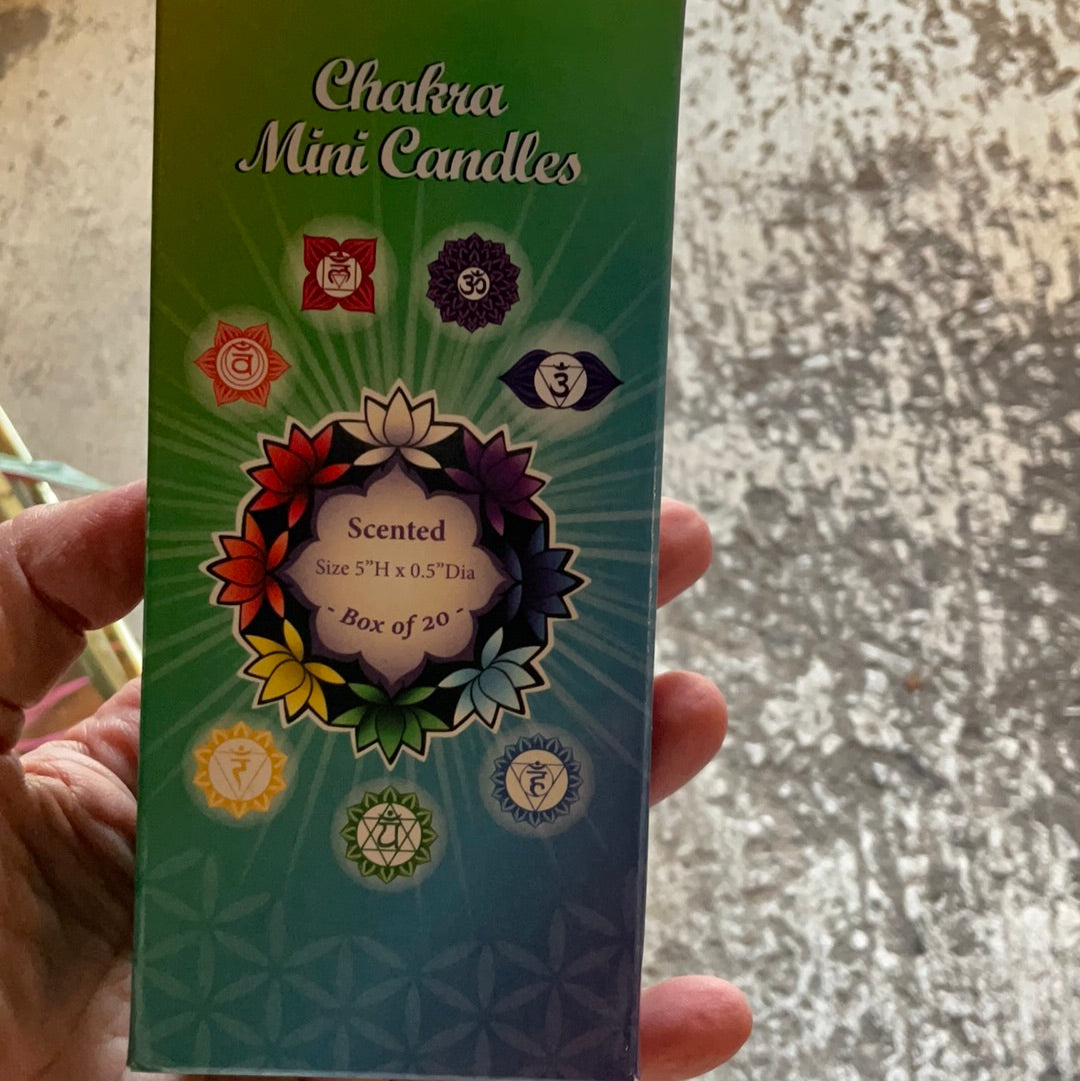 Chakra
Mini Candles
लं
ॐ
वं
ॐ
Scented
Size 5”H x 0.5”Dia
- Box of 20 -
रं
हं
यं